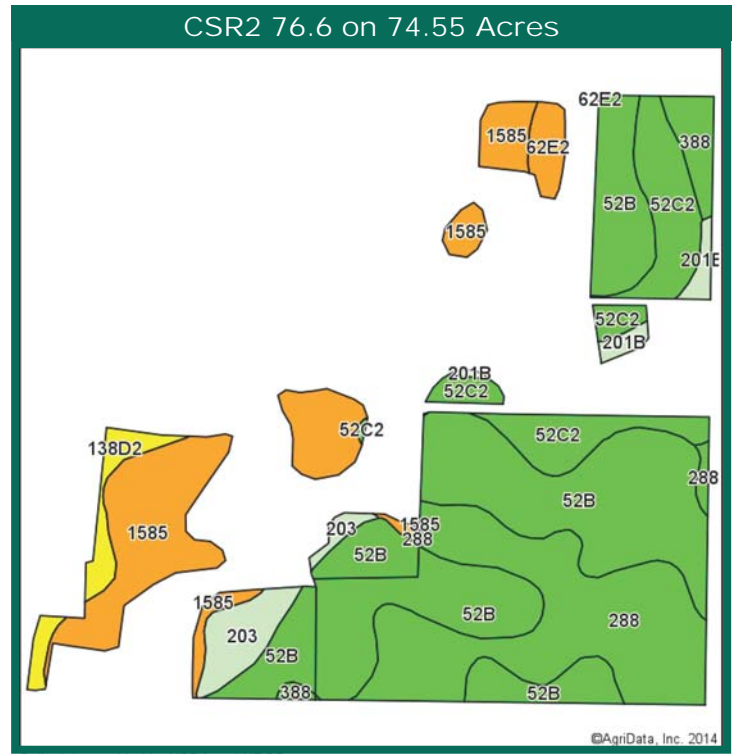 CSR2 76.6 on 74.55 Acres
62E2
1585
62E2
388
52B
52C2
1585
201B
52C2
201B
201B
52C2
52C2
52C2
138D2
288
52B
1585
203
1585
288
52B
1585
52B
288
203
52B
388
52B
©AgriData, Inc. 2014